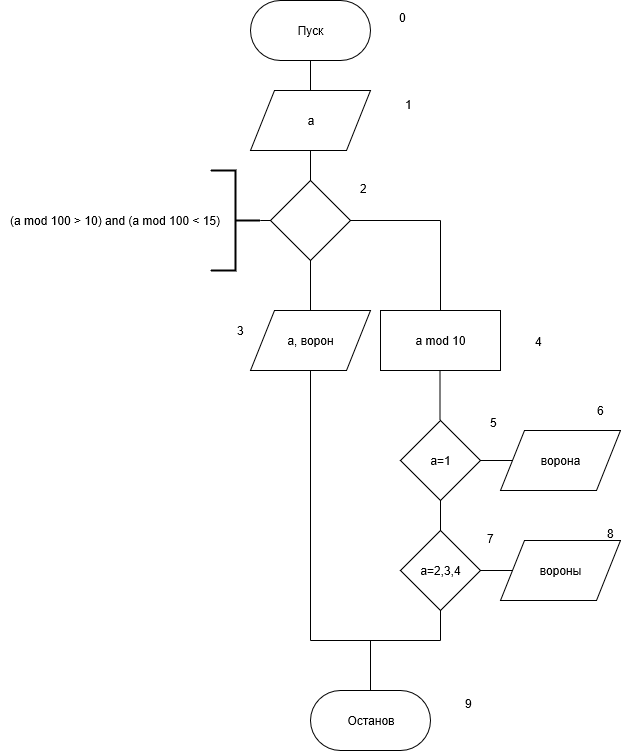 Пуск
0
a
1
2
(a mod 100 > 10) and (a mod 100 < 15)
3
a, ворон
a mod 10
4
5
6
a=1
ворона
7
8
a=2,3,4
вороны
9
Останов